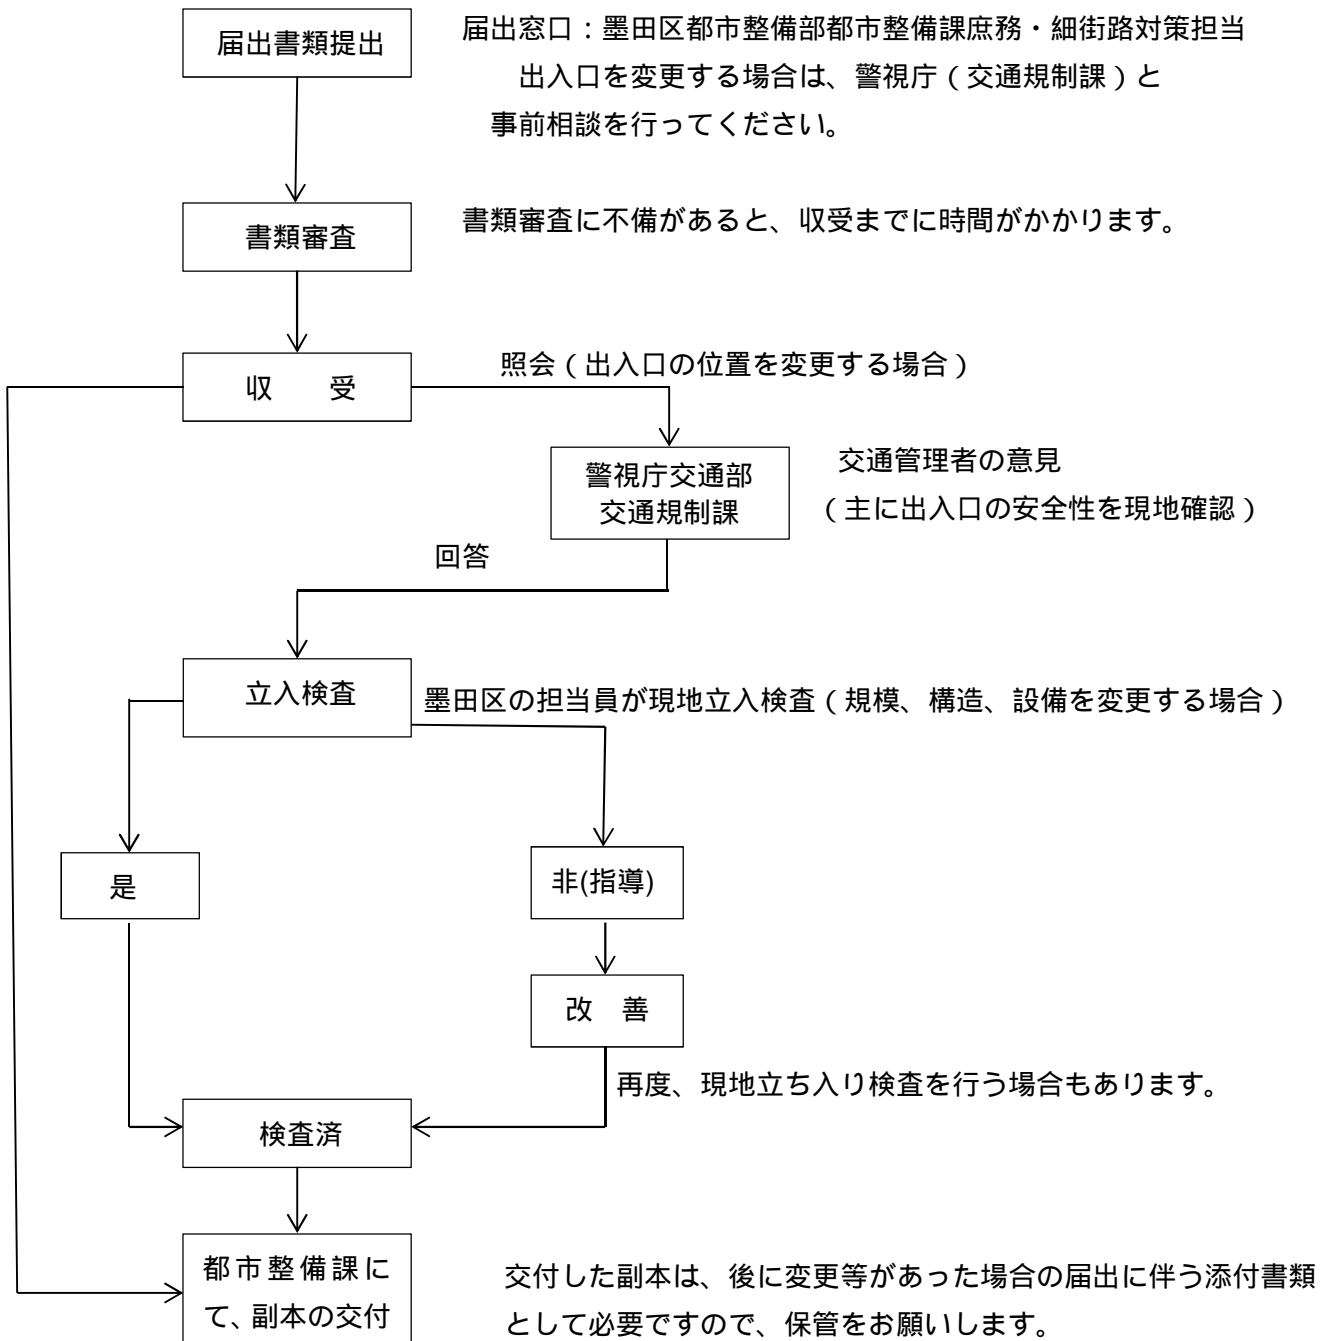 届出書類提出
届出窓口：墨田区都市整備部都市整備課庶務・細街路対策担当
出入口を変更する場合は、警視庁（交通規制課）と
事前相談を行ってください。
書類審査
書類審査に不備があると、収受までに時間がかかります。
収　　受
照会（出入口の位置を変更する場合）
警視庁交通部
交通規制課
交通管理者の意見
（主に出入口の安全性を現地確認）
回答
立入検査
墨田区の担当員が現地立入検査（規模、構造、設備を変更する場合）
是
非(指導)
改　善
再度、現地立ち入り検査を行う場合もあります。
検査済
都市整備課に
て、副本の交付
交付した副本は、後に変更等があった場合の届出に伴う添付書類
として必要ですので、保管をお願いします。